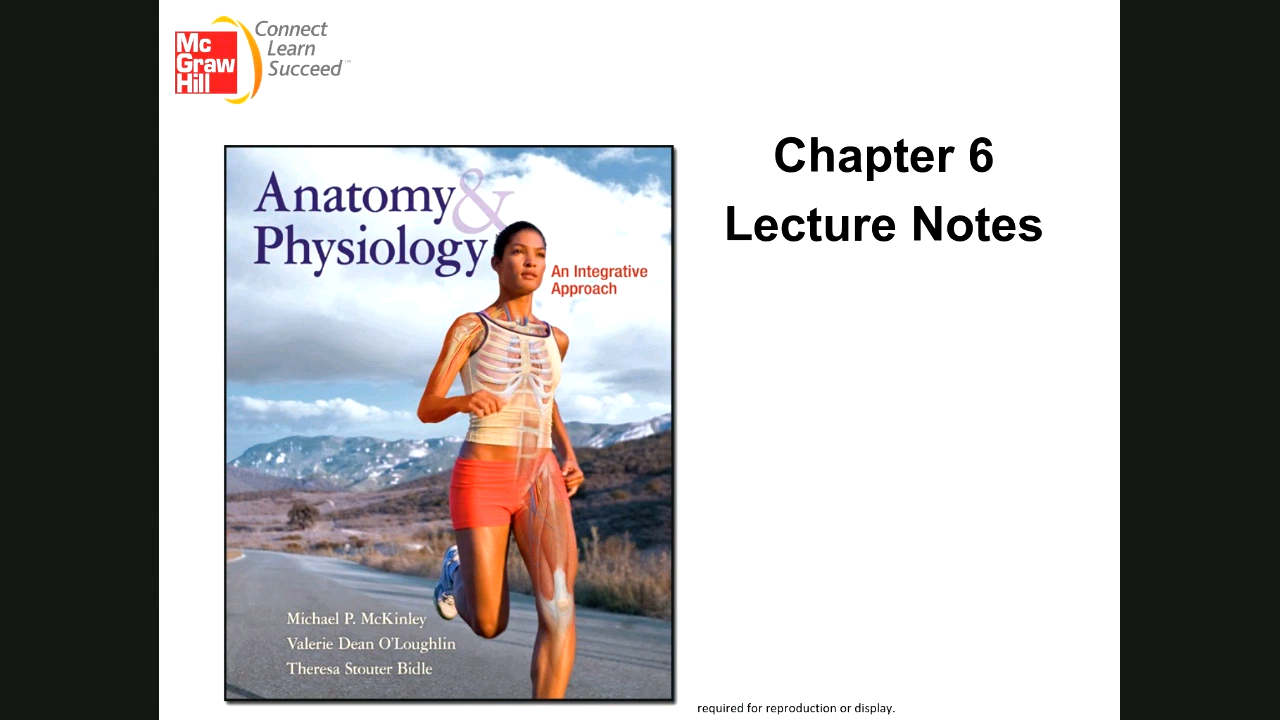 Mc
Graw
Hill
Connect
Learn
Succeed™
Chapter 6
Lecture Notes
Anatomy &
Physiology
An Integrative
Approach
Michael P. McKinley
Valerie Dean O'Loughlin
Theresa Stouter Bidle
required for reproduction or display.